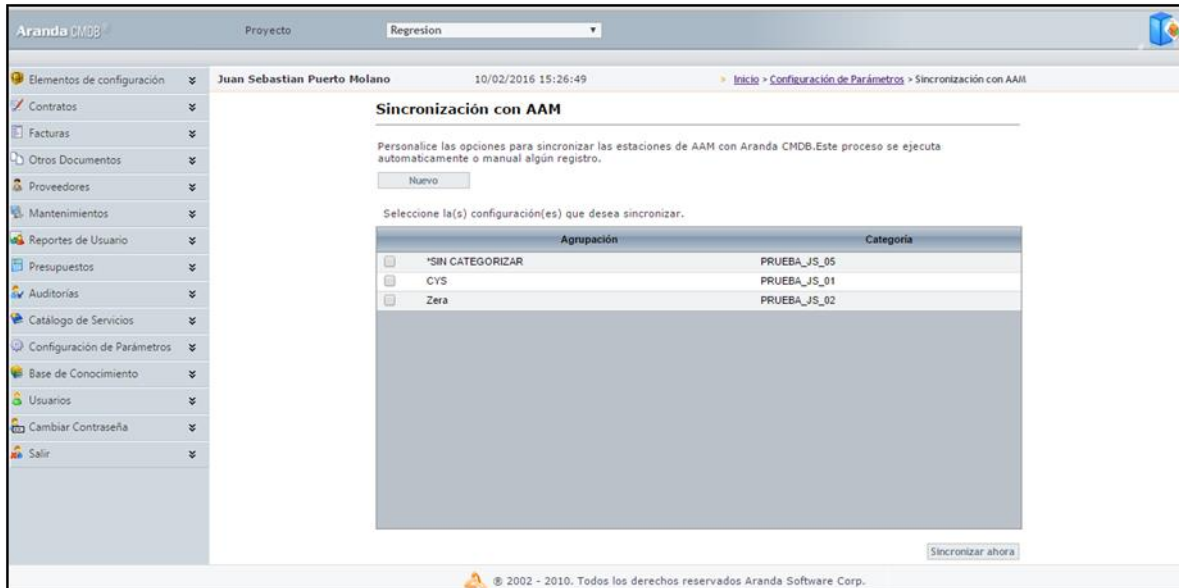 Aranda CMDB
Proyecto
Regresion
Elementos de configuración
Contratos
Facturas
Otros Documentos
Proveedores
Mantenimientos
Reportes de Usuario
Presupuestos
Auditorías
Catálogo de Servicios
Configuración de Parámetros
Base de Conocimiento
Usuarios
Cambiar Contraseña
Salir
Juan Sebastian Puerto Molano 10/02/2016 15:26:49 Inicio > Configuración de Parámetros > Sincronización con AAM
Sincronización con AAM
Personalice las opciones para sincronizar las estaciones de AAM con Aranda CMDB.Este proceso se ejecuta
automaticamente o manual algún registro.
Nuevo
Seleccione la(s) configuración(es) que desea sincronizar.
Agrupación Categoría
*SIN CATEGORIZAR PRUEBA_JS_05
CYS PRUEBA_JS_01
Zera PRUEBA_JS_02
Sincronizar ahora
® 2002 - 2010. Todos los derechos reservados Aranda Software Corp.